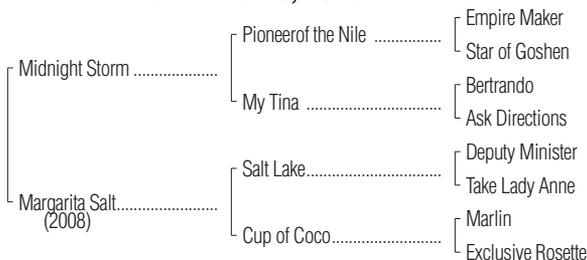 Empire Maker
Pioneerof the Nile ................
Star of Goshen
Midnight Storm ....................
Bertrando
My Tina ................................
Ask Directions
Deputy Minister
Salt Lake................................
Take Lady Anne
Margarita Salt........................
(2008)
Marlin
Cup of Coco..........................
Exclusive Rosette